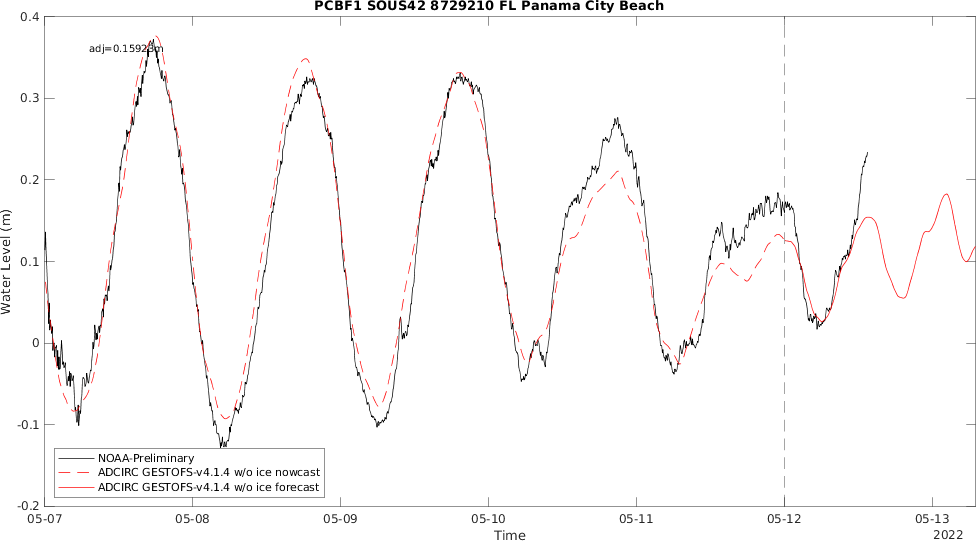 PCBF1 SOUS42 8729210 FL Panama City Beach
0.4
adj=0.15923m
0.3
0.2
0.1
0
-0.1
-0.2
Water Level (m)
NOAA-Preliminary
ADCIRC GESTOFS-v4.1.4 w/o ice nowcast
ADCIRC GESTOFS-v4.1.4 w/o ice forecast
05-07 05-08 05-09 05-10 05-11 05-12 05-13
Time
2022